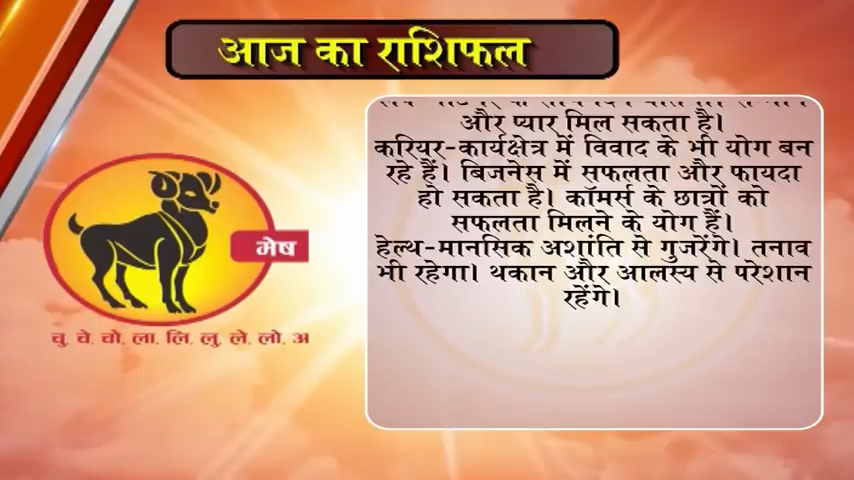 आज का राशिफल
और प्यार मिल सकता है।
करियर-कार्यक्षेत्र में विवाद के भी योग बन
रहे हैं। बिजनेस में सफलता और फायदा
हो सकता है। कॉमर्स के छात्रों को
सफलता मिलने के योग हैं।
हेल्थ-मानसिक अशांति से गुजरेंगे। तनाव
भी रहेगा। थकान और आलस्य से परेशान
रहेंगे।
मेष
चु, चे, चो, ला, लि, लु, ले, लो, अ